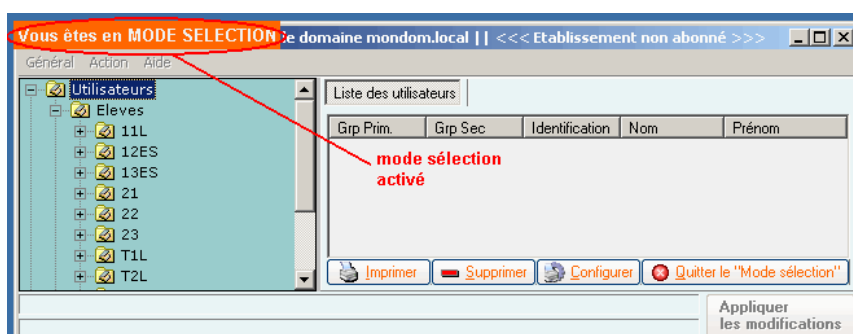 Vous êtes en MODE SELECTION le domaine mondom.local || <<< Etablissement non abonné >>>
Général Action Aide
Utilisateurs
Eleves
11L
12ES
13ES
21
22
23
T1L
T2L
Liste des utilisateurs
Grp Prim. Grp Sec Identification Nom Prénom
mode sélection
activé
Imprimer Supprimer Configurer Quitter le "Mode sélection"
Appliquer
les modifications